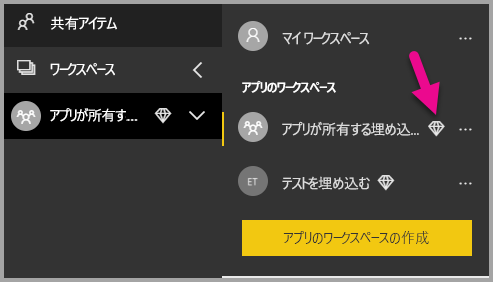 共有アイテム
ワークスペース
アプリが所有す...
マイ ワークスペース
アプリのワークスペース
アプリが所有する埋め込...
ET
テストを埋め込む
アプリのワークスペースの作成